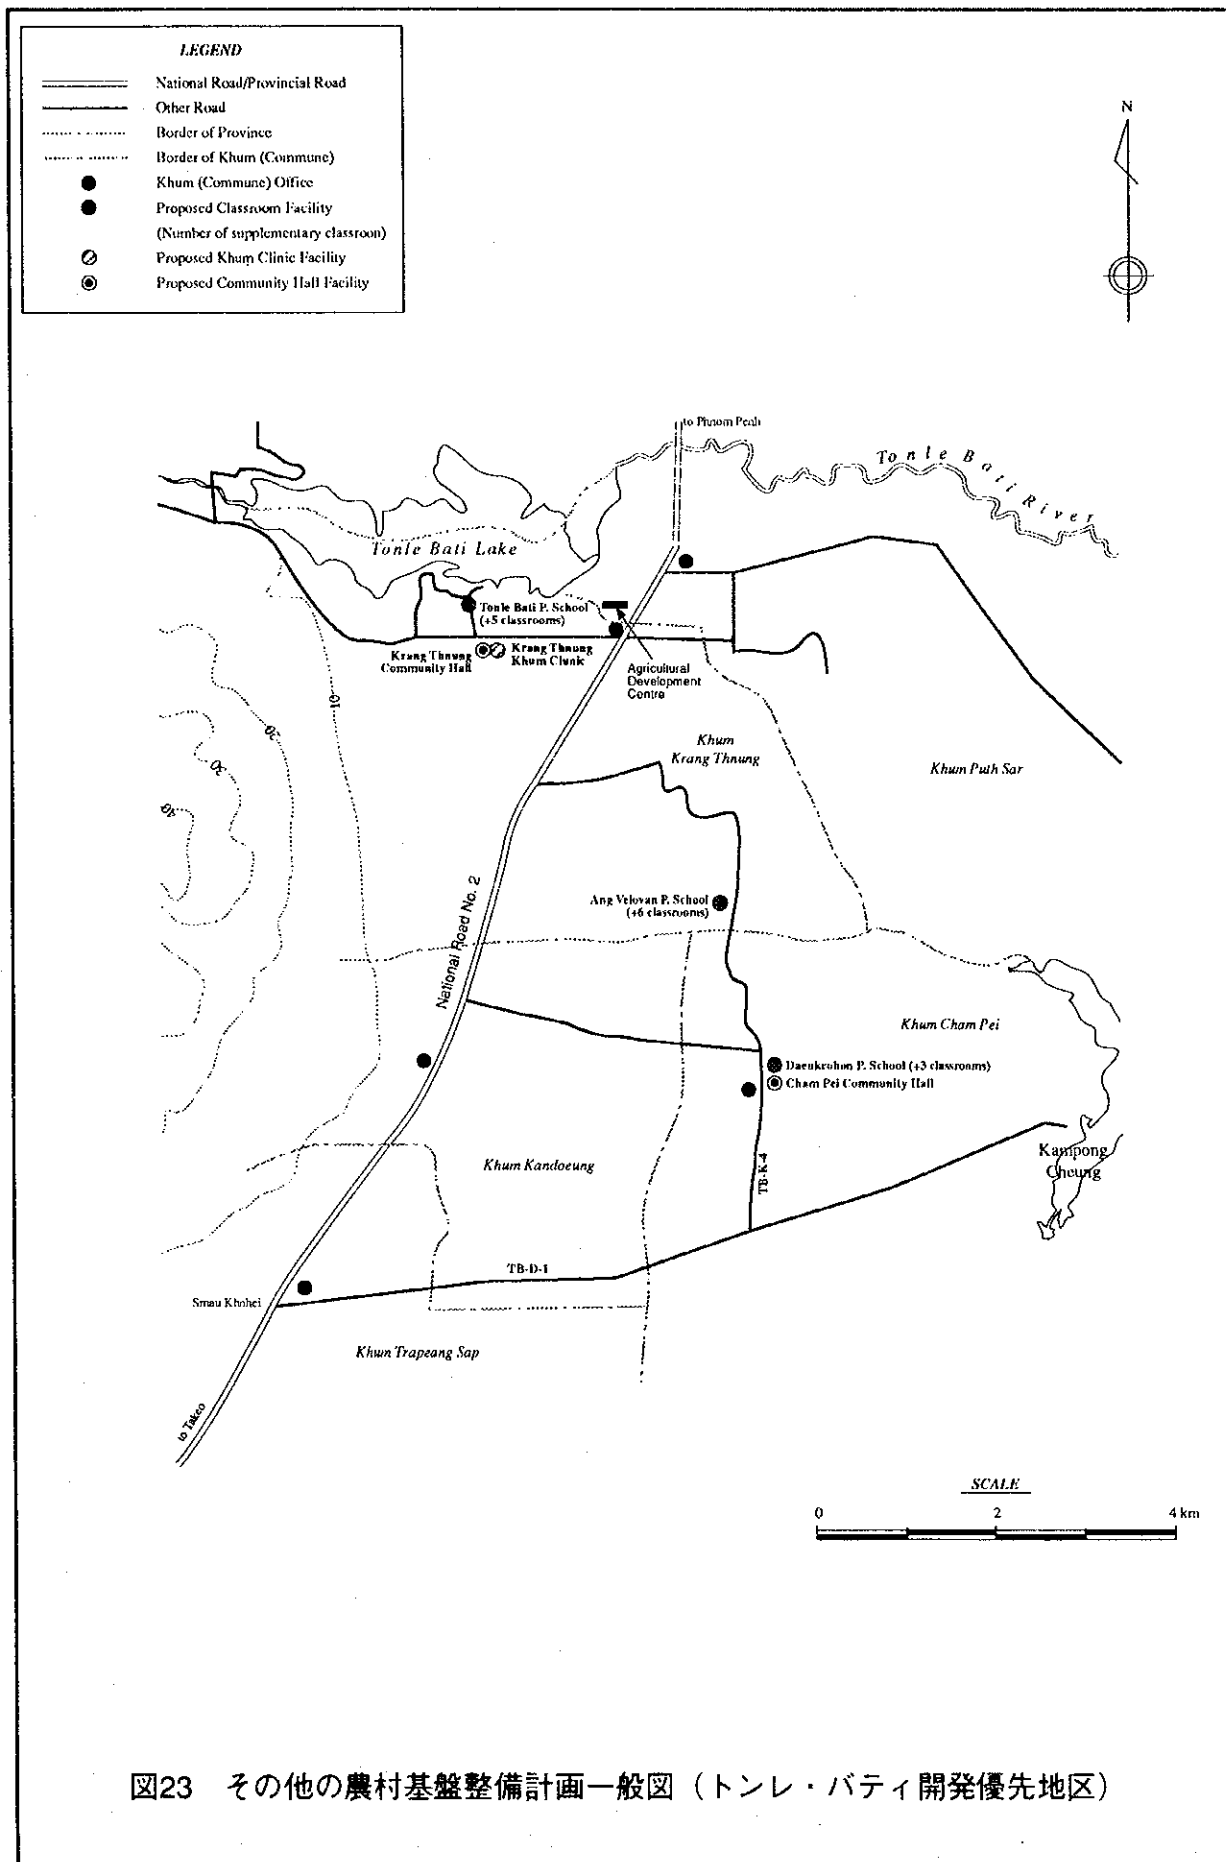 LEGEND
National Road/Provincial Road
Other Road
Border of Province
Border of Khum (Commune)
Khum (Commune) Office
Proposed Classroom Facility
(Number of supplementary classroon)
Proposed Khum Clinic Facility
Proposed Community Hall Facility
N
to Phnom Penh
Tonle Bati River
Tonle Bati Lake
Tonle Bati P. School
(+5 classrooms)
Krang Thnung
Community Hall
Krang Thnung
Khum Clinic
Agricultural
Development
Centre
10
20
30
40
Khum
Krang Thnung
Khum Puth Sar
Ang Velovan P. School
(+6 classrooms)
National Road No. 2
Khum Cham Pei
Daeukrohon P. School (+3 classrooms)
Cham Pei Community Hall
Kampong
Cheung
Khum Kandoeung
TB-K-4
TB-D-1
Smau Khnhei
Khum Trapeang Sap
to Takeo
SCALE
0 2 4 km
図23 その他の農村基盤整備計画一般図（トンレ・バティ開発優先地区）